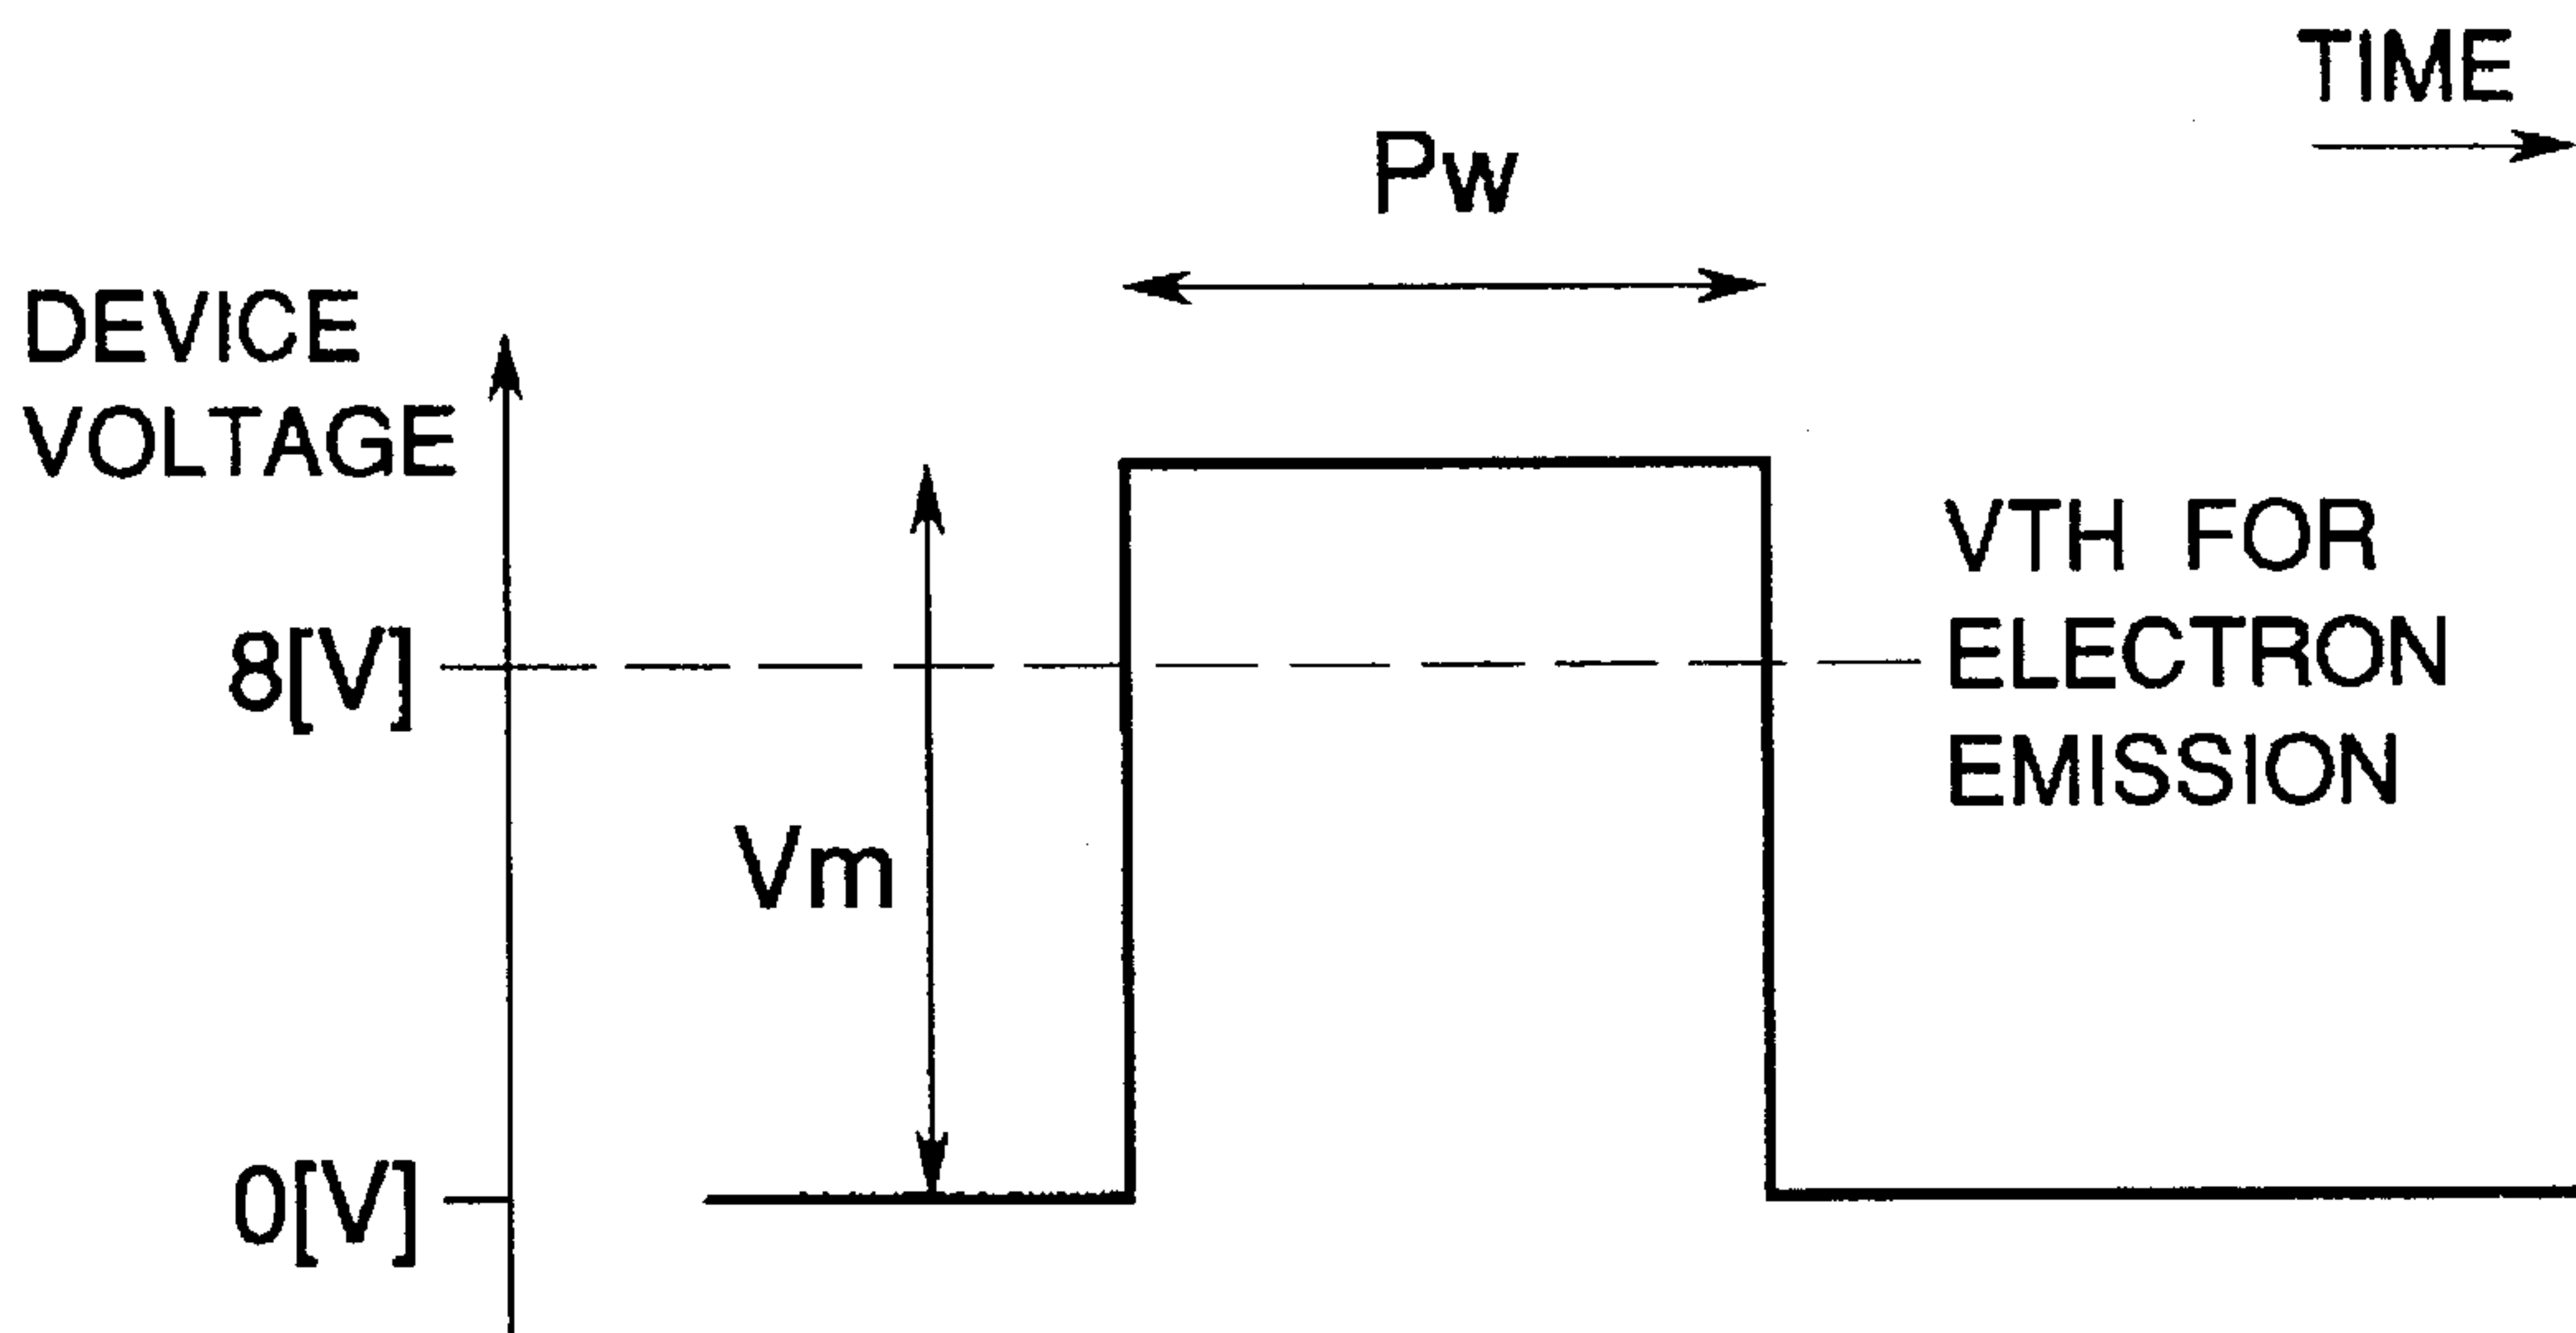 TIME
Pw
DEVICE
VOLTAGE
VTH FOR
8[V]
ELECTRON
EMISSION
Vm
0[V]